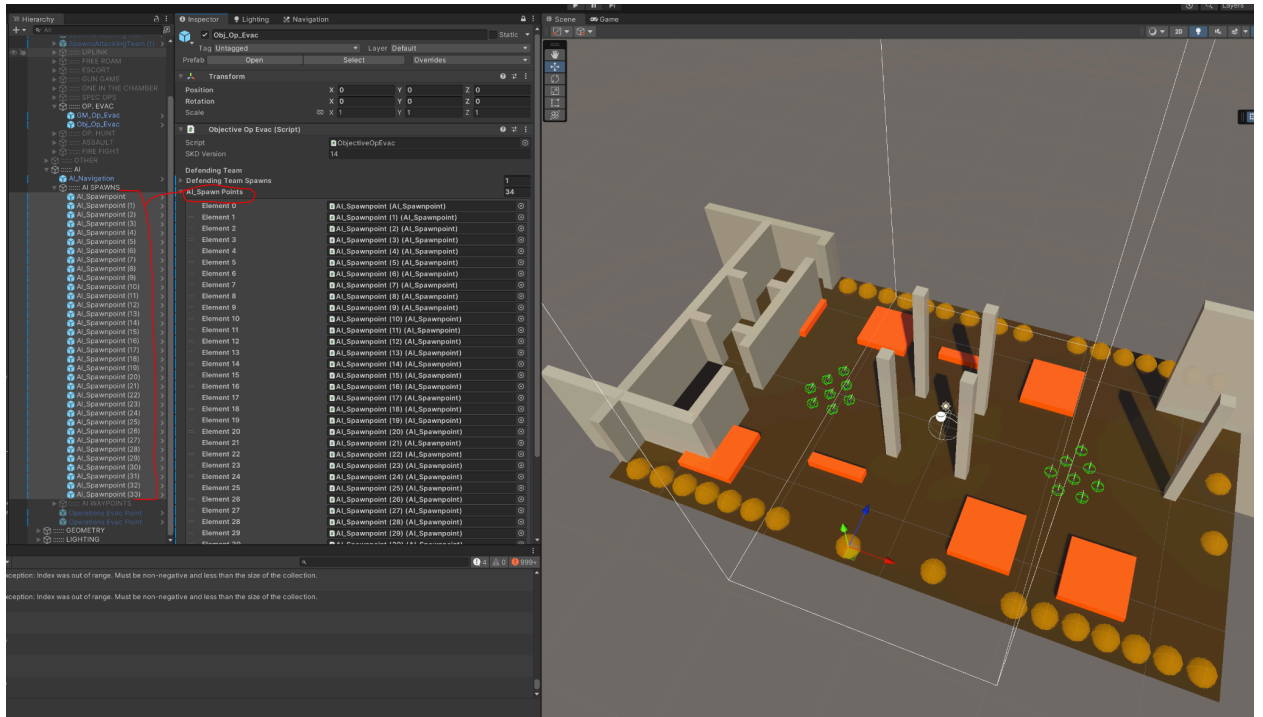 Layers
Hierarchy
Inspector
Lighting
Navigation
Scene
Game
All
Obj_Op_Evac
Static
2D
SpawnsAttackingTeam (1)
Tag Untagged
Layer Default
:::::: UPLINK
Prefab
Open
Select
Overrides
:::::: FREE ROAM
:::::: ESCORT
Transform
:::::: GUN GAME
:::::: ONE IN THE CHAMBER
Position X 0 Y 0 Z 0
:::::: SPEC OPS
Rotation X 0 Y 0 Z 0
:::::: OP. EVAC
Scale X 1 Y 1 Z 1
GM_Op_Evac
Obj_Op_Evac
Objective Op Evac (Script)
:::::: OP. HUNT
:::::: ASSAULT
Script ObjectiveOpEvac
:::::: FIRE FIGHT
SKD Version 14
:::::: OTHER
:::::: AI
Defending Team
AI_Navigation
Defending Team Spawns 1
:::::: AI SPAWNS
AI_Spawn Points 34
AI_Spawnpoint
AI_Spawnpoint (1)
AI_Spawnpoint (2)
AI_Spawnpoint (3)
AI_Spawnpoint (4)
AI_Spawnpoint (5)
AI_Spawnpoint (6)
AI_Spawnpoint (7)
AI_Spawnpoint (8)
AI_Spawnpoint (9)
AI_Spawnpoint (10)
AI_Spawnpoint (11)
AI_Spawnpoint (12)
AI_Spawnpoint (13)
AI_Spawnpoint (14)
AI_Spawnpoint (15)
AI_Spawnpoint (16)
AI_Spawnpoint (17)
AI_Spawnpoint (18)
AI_Spawnpoint (19)
AI_Spawnpoint (20)
AI_Spawnpoint (21)
AI_Spawnpoint (22)
AI_Spawnpoint (23)
AI_Spawnpoint (24)
AI_Spawnpoint (25)
AI_Spawnpoint (26)
AI_Spawnpoint (27)
AI_Spawnpoint (28)
AI_Spawnpoint (29)
AI_Spawnpoint (30)
AI_Spawnpoint (31)
AI_Spawnpoint (32)
AI_Spawnpoint (33)
:::::: AI WAYPOINTS
Operations Evac Point
Operations Evac Point
:::::: GEOMETRY
:::::: LIGHTING
Element 0 AI_Spawnpoint (AI_Spawnpoint)
Element 1 AI_Spawnpoint (1) (AI_Spawnpoint)
Element 2 AI_Spawnpoint (2) (AI_Spawnpoint)
Element 3 AI_Spawnpoint (3) (AI_Spawnpoint)
Element 4 AI_Spawnpoint (4) (AI_Spawnpoint)
Element 5 AI_Spawnpoint (5) (AI_Spawnpoint)
Element 6 AI_Spawnpoint (6) (AI_Spawnpoint)
Element 7 AI_Spawnpoint (7) (AI_Spawnpoint)
Element 8 AI_Spawnpoint (8) (AI_Spawnpoint)
Element 9 AI_Spawnpoint (9) (AI_Spawnpoint)
Element 10 AI_Spawnpoint (10) (AI_Spawnpoint)
Element 11 AI_Spawnpoint (11) (AI_Spawnpoint)
Element 12 AI_Spawnpoint (12) (AI_Spawnpoint)
Element 13 AI_Spawnpoint (13) (AI_Spawnpoint)
Element 14 AI_Spawnpoint (14) (AI_Spawnpoint)
Element 15 AI_Spawnpoint (15) (AI_Spawnpoint)
Element 16 AI_Spawnpoint (16) (AI_Spawnpoint)
Element 17 AI_Spawnpoint (17) (AI_Spawnpoint)
Element 18 AI_Spawnpoint (18) (AI_Spawnpoint)
Element 19 AI_Spawnpoint (19) (AI_Spawnpoint)
Element 20 AI_Spawnpoint (20) (AI_Spawnpoint)
Element 21 AI_Spawnpoint (21) (AI_Spawnpoint)
Element 22 AI_Spawnpoint (22) (AI_Spawnpoint)
Element 23 AI_Spawnpoint (23) (AI_Spawnpoint)
Element 24 AI_Spawnpoint (24) (AI_Spawnpoint)
Element 25 AI_Spawnpoint (25) (AI_Spawnpoint)
Element 26 AI_Spawnpoint (26) (AI_Spawnpoint)
Element 27 AI_Spawnpoint (27) (AI_Spawnpoint)
Element 28 AI_Spawnpoint (28) (AI_Spawnpoint)
Element 29 AI_Spawnpoint (29) (AI_Spawnpoint)
4 0 999+
xception: Index was out of range. Must be non-negative and less than the size of the collection.
xception: Index was out of range. Must be non-negative and less than the size of the collection.